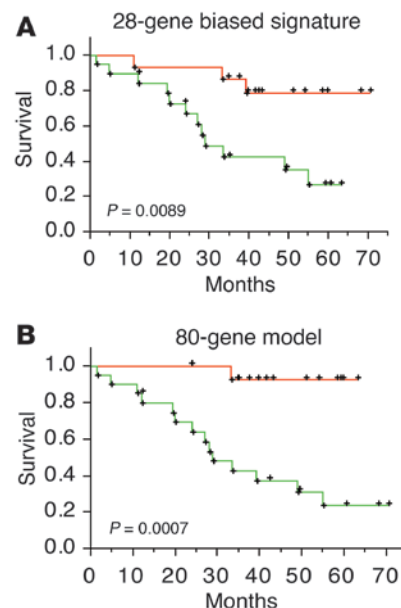 A
28-gene biased signature
Survival
1.0
0.8
0.6
0.4
0.2
0.0
P = 0.0089
0 10 20 30 40 50 60 70
Months
B
80-gene model
Survival
1.0
0.8
0.6
0.4
0.2
0.0
P = 0.0007
0 10 20 30 40 50 60 70
Months